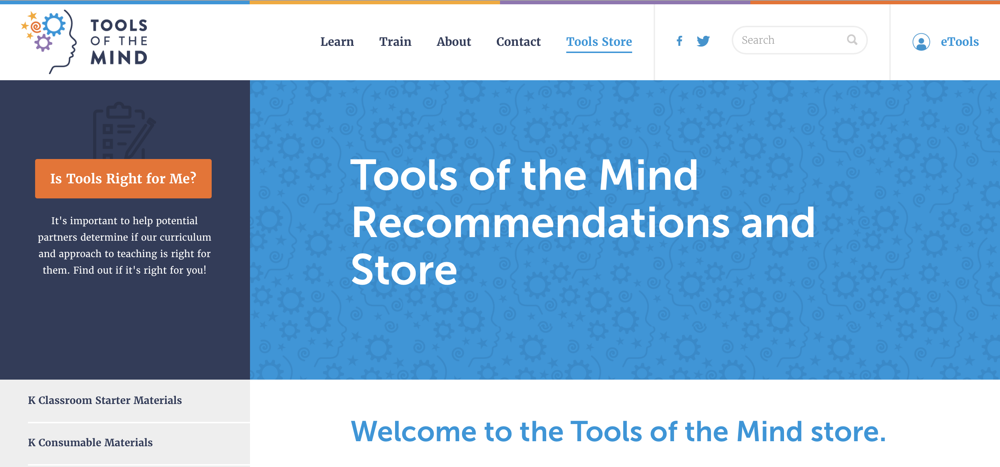 TOOLS
OF THE
MIND
Learn
Train
About
Contact
Tools Store
Search
eTools
Is Tools Right for Me?
It's important to help potential
partners determine if our curriculum
and approach to teaching is right for
them. Find out if it's right for you!
Tools of the Mind
Recommendations and
Store
K Classroom Starter Materials
K Consumable Materials
Welcome to the Tools of the Mind store.